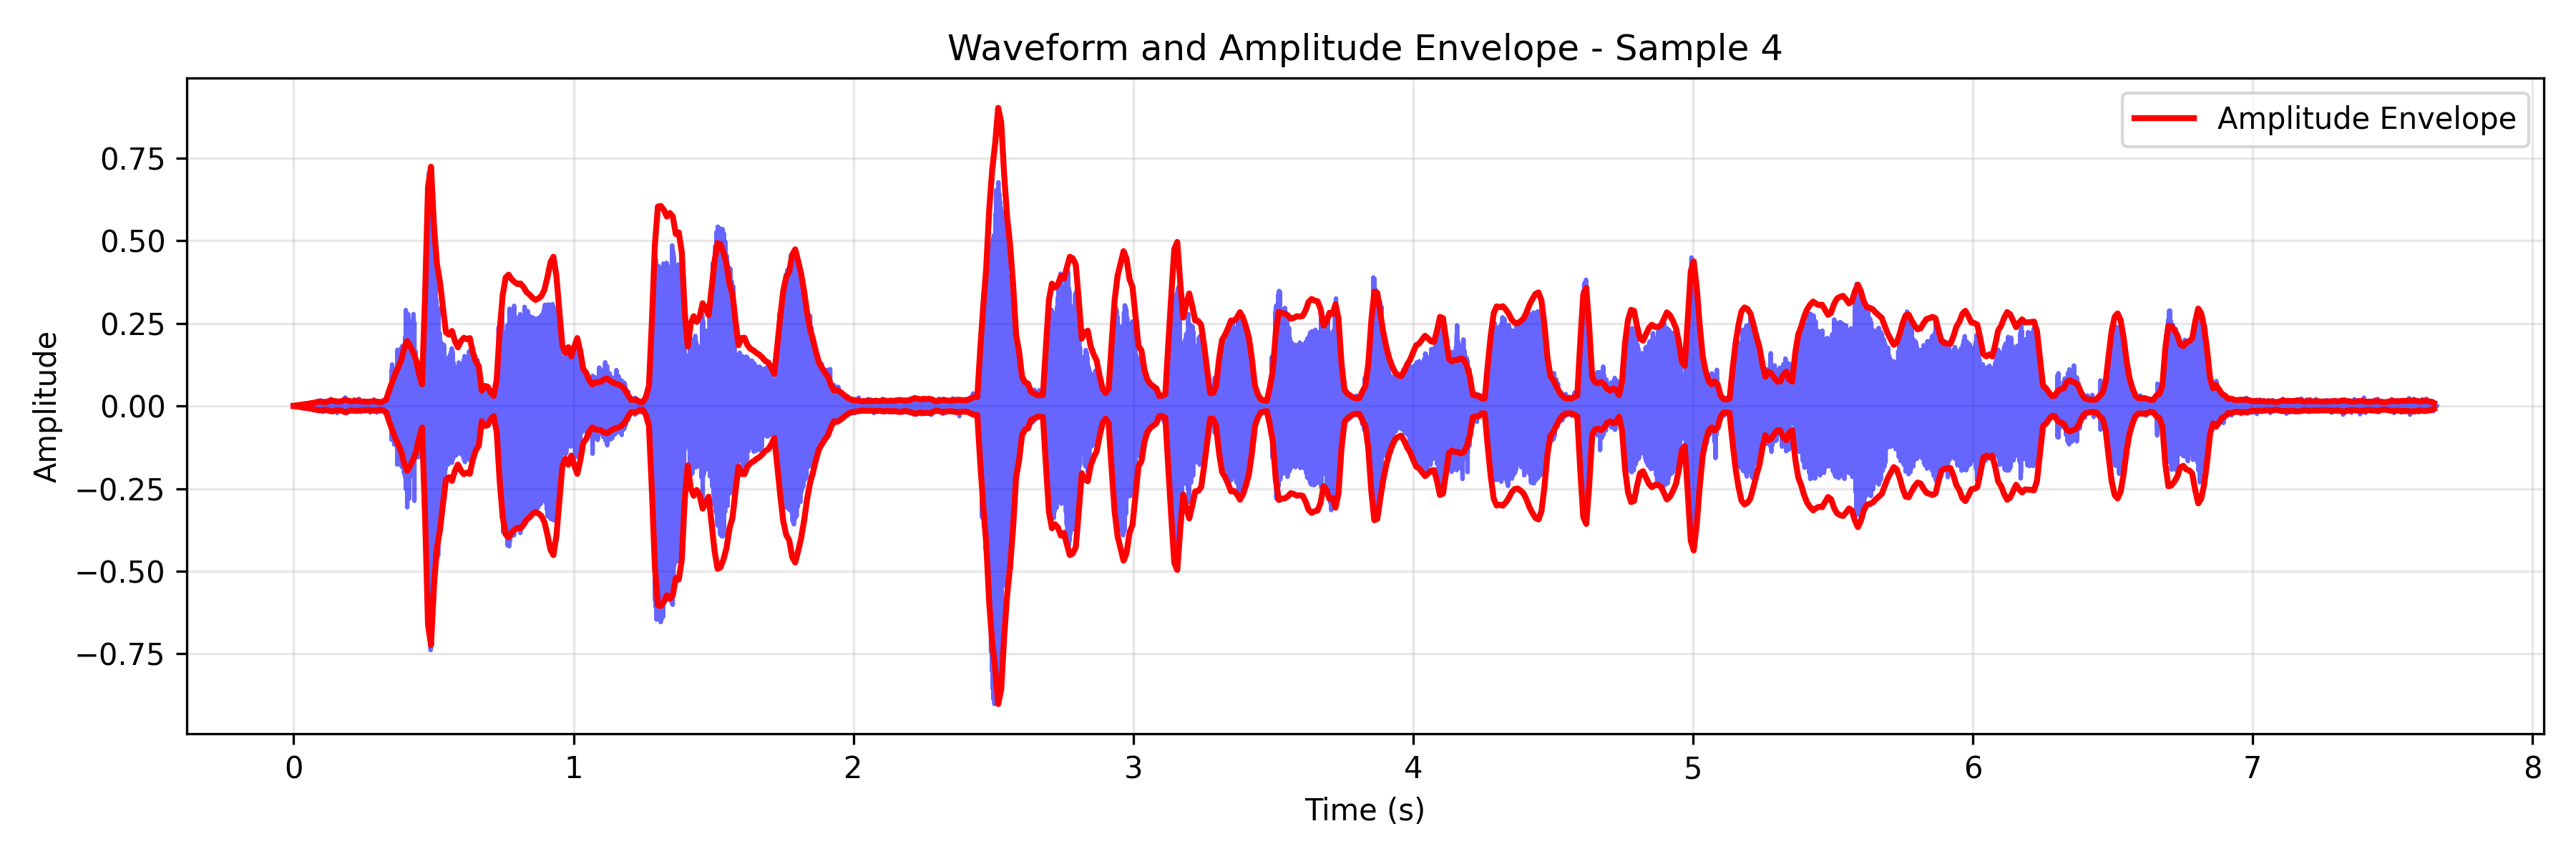 Waveform and Amplitude Envelope - Sample 4
Amplitude Envelope
Amplitude
0.75
0.50
0.25
0.00
−0.25
−0.50
−0.75
0 1 2 3 4 5 6 7 8
Time (s)